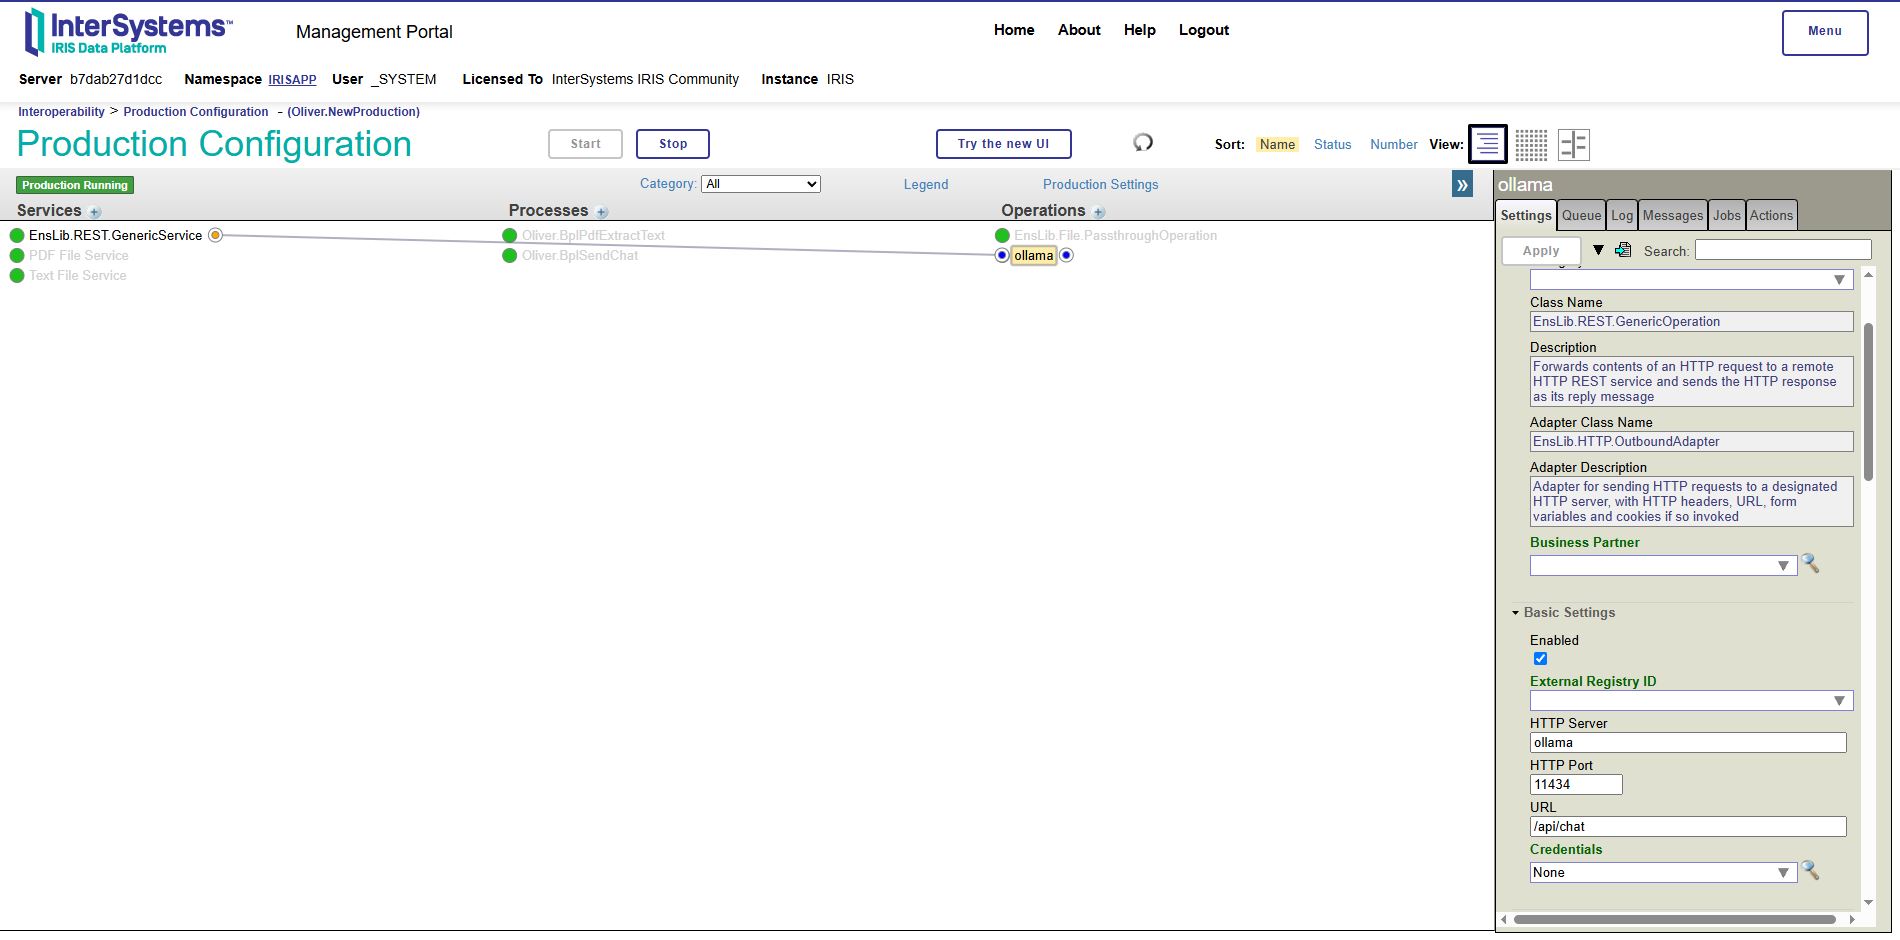 InterSystems™
IRIS Data Platform
Management Portal
Home About Help Logout
Menu
Server b7dab27d1dcc Namespace IRISAPP User _SYSTEM Licensed To InterSystems IRIS Community Instance IRIS
Interoperability > Production Configuration - (Oliver.NewProduction)
Production Configuration
Start
Stop
Try the new UI
Sort: Name Status Number View:
Production Running
Category: All
Legend
Production Settings
»
Services
Processes
Operations
EnsLib.REST.GenericService
PDF File Service
Text File Service
Oliver.BplPdfExtractText
Oliver.BplSendChat
EnsLib.File.PassthroughOperation
ollama
ollama
Settings Queue Log Messages Jobs Actions
Apply
Search:
Class Name
EnsLib.REST.GenericOperation
Description
Forwards contents of an HTTP request to a remote
HTTP REST service and sends the HTTP response
as its reply message
Adapter Class Name
EnsLib.HTTP.OutboundAdapter
Adapter Description
Adapter for sending HTTP requests to a designated
HTTP server, with HTTP headers, URL, form
variables and cookies if so invoked
Business Partner
Basic Settings
Enabled
External Registry ID
HTTP Server
ollama
HTTP Port
11434
URL
/api/chat
Credentials
None